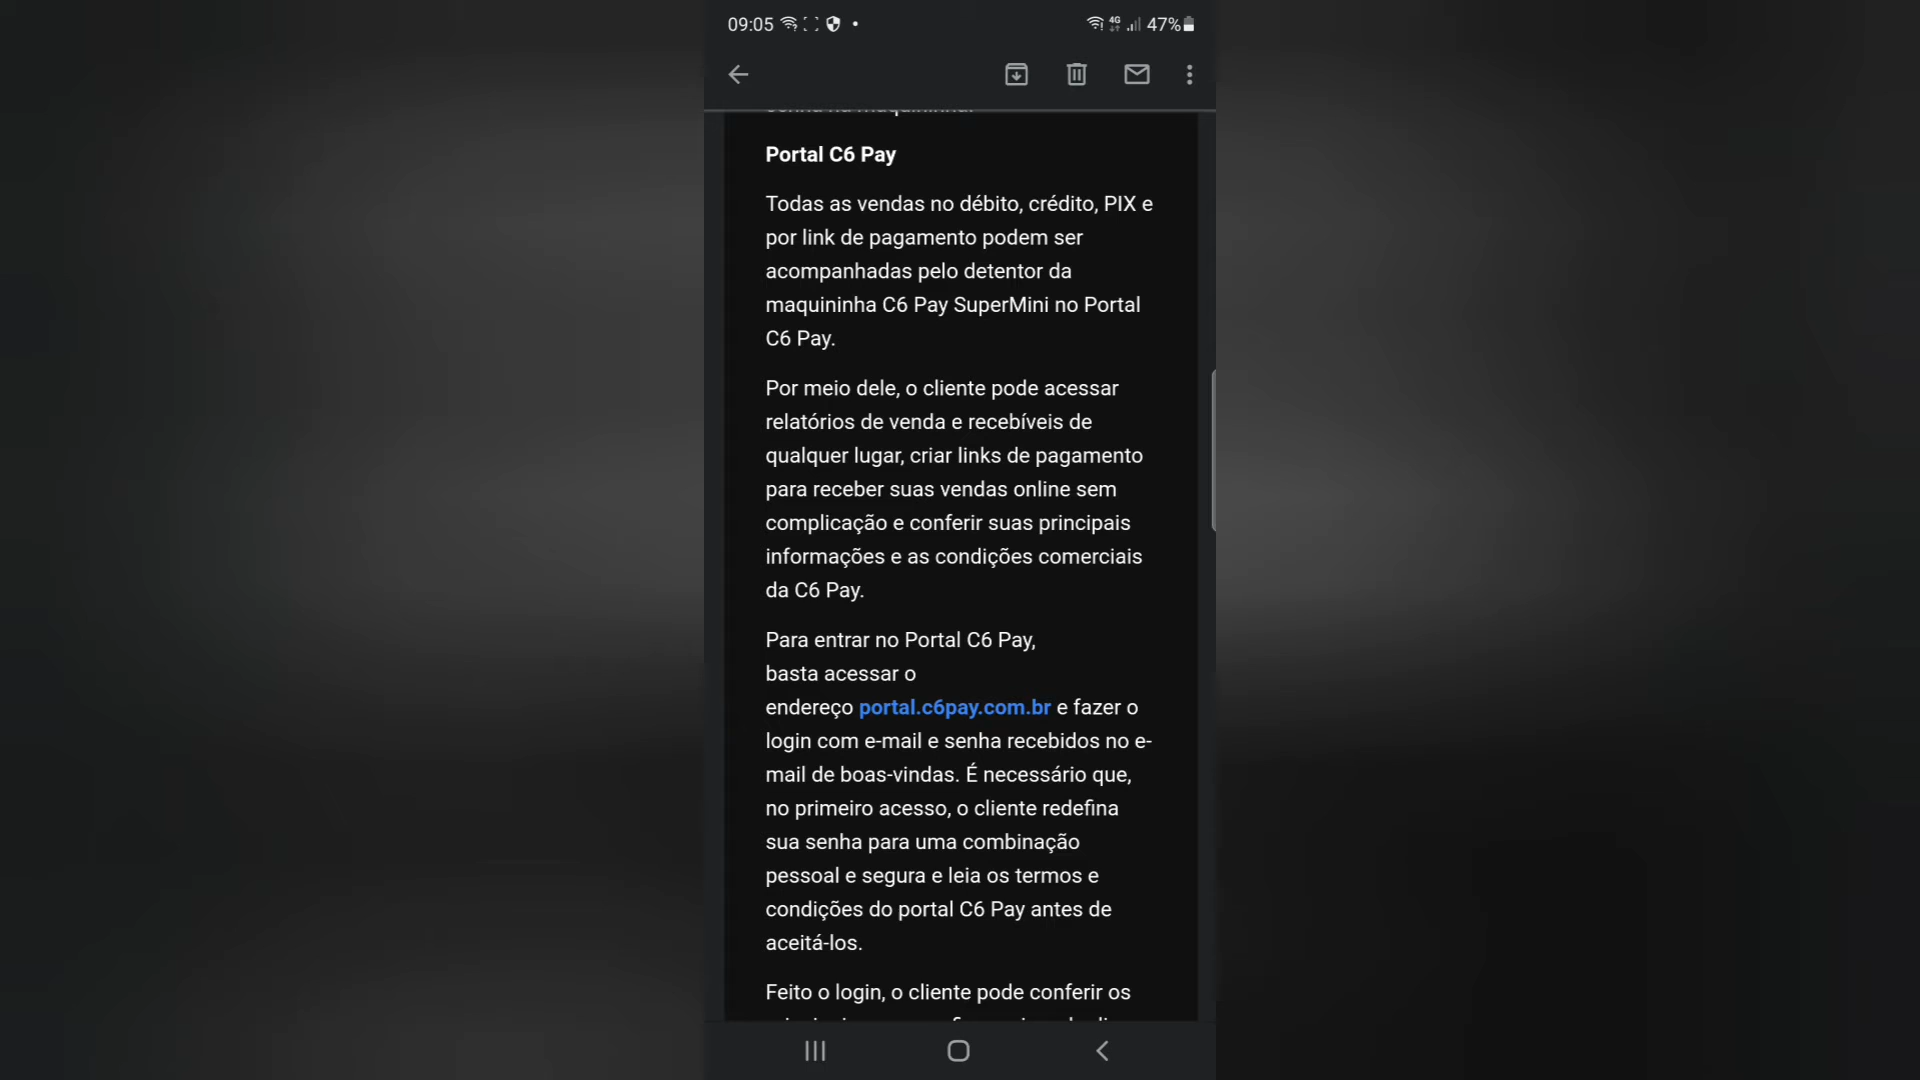 09:05
4G
47%
Portal C6 Pay
Todas as vendas no débito, crédito, PIX e
por link de pagamento podem ser
acompanhadas pelo detentor da
maquininha C6 Pay SuperMini no Portal
C6 Pay.
Por meio dele, o cliente pode acessar
relatórios de venda e recebíveis de
qualquer lugar, criar links de pagamento
para receber suas vendas online sem
complicação e conferir suas principais
informações e as condições comerciais
da C6 Pay.
Para entrar no Portal C6 Pay,
basta acessar o
endereço portal.c6pay.com.br e fazer o
login com e-mail e senha recebidos no e-
mail de boas-vindas. É necessário que,
no primeiro acesso, o cliente redefina
sua senha para uma combinação
pessoal e segura e leia os termos e
condições do portal C6 Pay antes de
aceitá-los.
Feito o login, o cliente pode conferir os